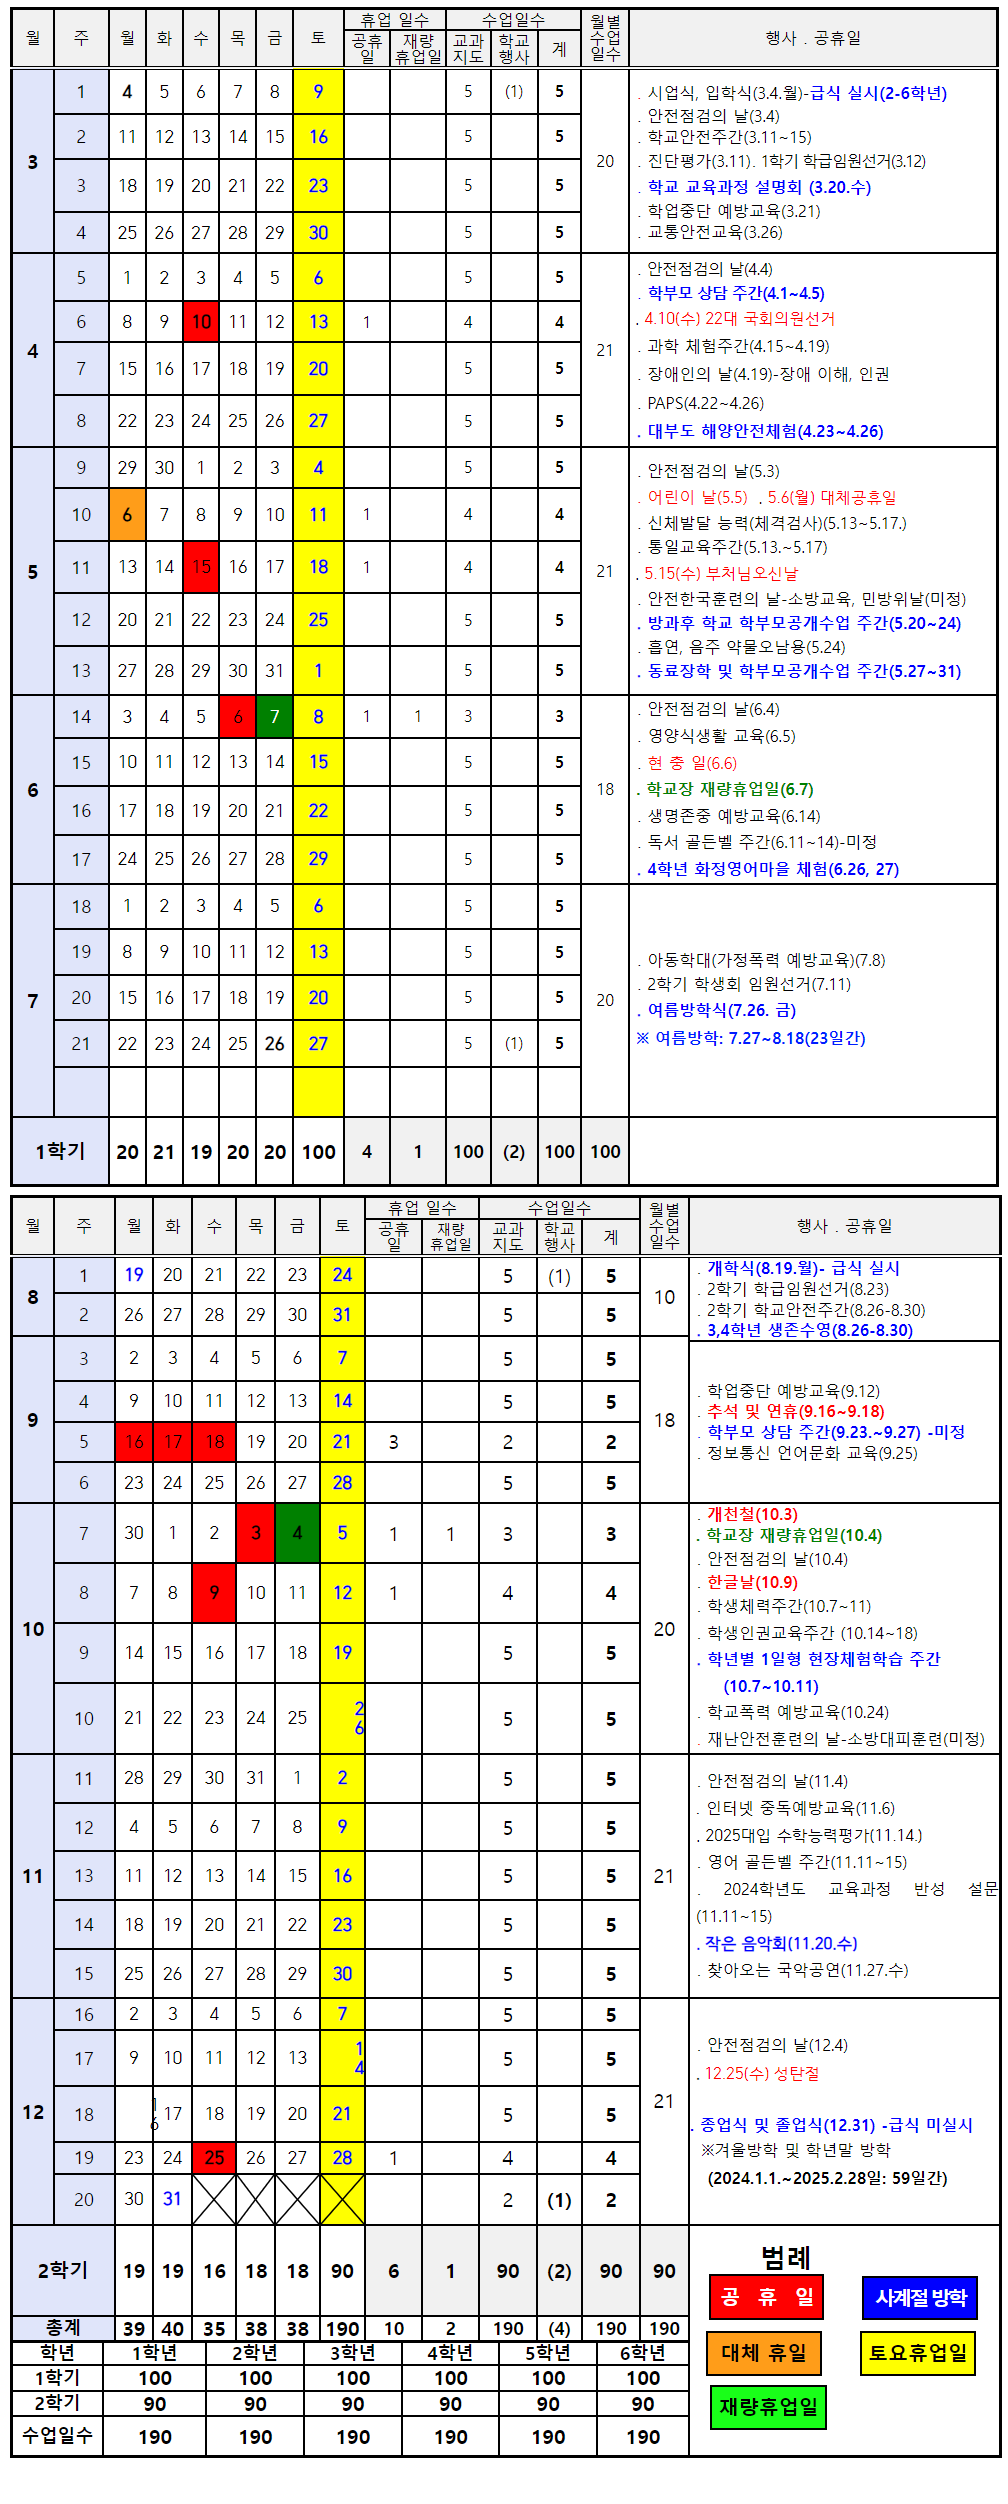 월 주 월 화 수 목 금 토 휴업 일수 수업일수 월별 수업 일수 행사 . 공휴일
공휴일 재량 휴업일 교과 지도 학교 행사 계
3
1 4 5 6 7 8 9 5 (1) 5
2 11 12 13 14 15 16 5 5
3 18 19 20 21 22 23 5 5
4 25 26 27 28 29 30 5 5
20
. 시업식, 입학식(3.4.월)-급식 실시(2-6학년)
. 안전점검의 날(3.4)
. 학교안전주간(3.11~15)
. 진단평가(3.11). 1학기 학급임원선거(3.12)
. 학교 교육과정 설명회 (3.20.수)
. 학업중단 예방교육(3.21)
. 교통안전교육(3.26)
4
5 1 2 3 4 5 6 5 5
6 8 9 10 11 12 13 1 4 4
7 15 16 17 18 19 20 5 5
8 22 23 24 25 26 27 5 5
21
. 안전점검의 날(4.4)
. 학부모 상담 주간(4.1~4.5)
. 4.10(수) 22대 국회의원선거
. 과학 체험주간(4.15~4.19)
. 장애인의 날(4.19)-장애 이해, 인권
. PAPS(4.22~4.26)
. 대부도 해양안전체험(4.23~4.26)
5
9 29 30 1 2 3 4 5 5
10 6 7 8 9 10 11 1 4 4
11 13 14 15 16 17 18 1 4 4
12 20 21 22 23 24 25 5 5
13 27 28 29 30 31 1 5 5
21
. 안전점검의 날(5.3)
. 어린이 날(5.5) . 5.6(월) 대체공휴일
. 신체발달 능력(체격검사)(5.13~5.17.)
. 통일교육주간(5.13.~5.17)
. 5.15(수) 부처님오신날
. 안전한국훈련의 날-소방교육, 민방위날(미정)
. 방과후 학교 학부모공개수업 주간(5.20~24)
. 흡연, 음주 약물오남용(5.24)
. 동료장학 및 학부모공개수업 주간(5.27~31)
6
14 3 4 5 6 7 8 1 1 3 3
15 10 11 12 13 14 15 5 5
16 17 18 19 20 21 22 5 5
17 24 25 26 27 28 29 5 5
18
. 안전점검의 날(6.4)
. 영양식생활 교육(6.5)
. 현 충 일(6.6)
. 학교장 재량휴업일(6.7)
. 생명존중 예방교육(6.14)
. 독서 골든벨 주간(6.11~14)-미정
. 4학년 화정영어마을 체험(6.26, 27)
7
18 1 2 3 4 5 6 5 5
19 8 9 10 11 12 13 5 5
20 15 16 17 18 19 20 5 5
21 22 23 24 25 26 27 5 (1) 5
20
. 아동학대(가정폭력 예방교육)(7.8)
. 2학기 학생회 임원선거(7.11)
. 여름방학식(7.26. 금)
※ 여름방학: 7.27~8.18(23일간)
1학기 20 21 19 20 20 100 4 1 100 (2) 100 100
월 주 월 화 수 목 금 토 휴업 일수 수업일수 월별 수업 일수 행사 . 공휴일
공휴일 재량 휴업일 교과 지도 학교 행사 계
8
1 19 20 21 22 23 24 5 (1) 5
2 26 27 28 29 30 31 5 5
10
. 개학식(8.19.월)- 급식 실시
. 2학기 학급임원선거(8.23)
. 2학기 학교안전주간(8.26-8.30)
. 3,4학년 생존수영(8.26-8.30)
9
3 2 3 4 5 6 7 5 5
4 9 10 11 12 13 14 5 5
5 16 17 18 19 20 21 3 2 2
6 23 24 25 26 27 28 5 5
18
. 학업중단 예방교육(9.12)
. 추석 및 연휴(9.16~9.18)
. 학부모 상담 주간(9.23.~9.27) -미정
. 정보통신 언어문화 교육(9.25)
10
7 30 1 2 3 4 5 1 1 3 3
8 7 8 9 10 11 12 1 4 4
9 14 15 16 17 18 19 5 5
10 21 22 23 24 25 26 5 5
20
. 개천철(10.3)
. 학교장 재량휴업일(10.4)
. 안전점검의 날(10.4)
. 한글날(10.9)
. 학생체력주간(10.7~11)
. 학생인권교육주간 (10.14~18)
. 학년별 1일형 현장체험학습 주간
(10.7~10.11)
. 학교폭력 예방교육(10.24)
. 재난안전훈련의 날-소방대피훈련(미정)
11
11 28 29 30 31 1 2 5 5
12 4 5 6 7 8 9 5 5
13 11 12 13 14 15 16 5 5
14 18 19 20 21 22 23 5 5
15 25 26 27 28 29 30 5 5
21
. 안전점검의 날(11.4)
. 인터넷 중독예방교육(11.6)
. 2025대입 수학능력평가(11.14.)
. 영어 골든벨 주간(11.11~15)
. 2024학년도 교육과정 반성 설문
(11.11~15)
. 작은 음악회(11.20.수)
. 찾아오는 국악공연(11.27.수)
12
16 2 3 4 5 6 7 5 5
17 9 10 11 12 13 14 5 5
18 16 17 18 19 20 21 5 5
19 23 24 25 26 27 28 1 4 4
20 30 31 2 (1) 2
21
. 안전점검의 날(12.4)
. 12.25(수) 성탄절
. 종업식 및 졸업식(12.31) -급식 미실시
※겨울방학 및 학년말 방학
(2024.1.1.~2025.2.28일: 59일간)
2학기 19 19 16 18 18 90 6 1 90 (2) 90 90
총계 39 40 35 38 38 190 10 2 190 (4) 190 190
학년 1학년 2학년 3학년 4학년 5학년 6학년
1학기 100 100 100 100 100 100
2학기 90 90 90 90 90 90
수업일수 190 190 190 190 190 190
범례
공 휴 일 사계절 방학
대체 휴일 토요휴업일
재량휴업일